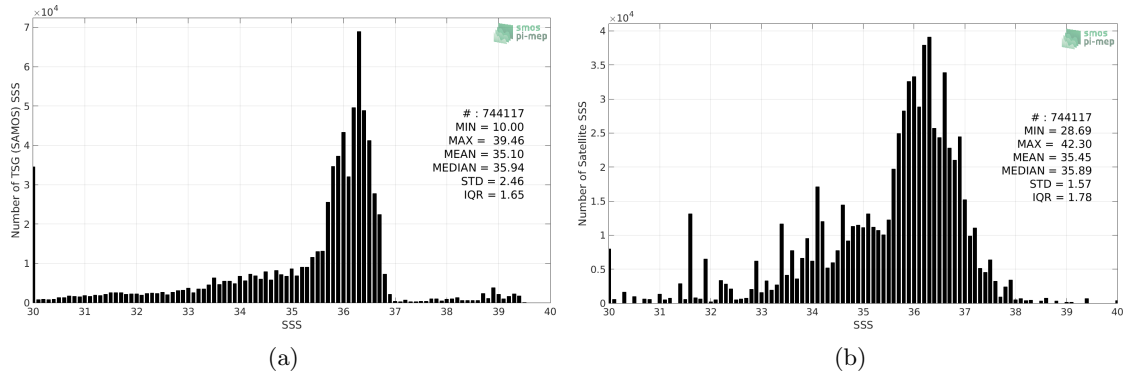 ×10⁴
7
6
5
4
3
2
1
0
Number of TSG (SAMOS) SSS
smos
pi-mep
# : 744117
MIN = 10.00
MAX = 39.46
MEAN = 35.10
MEDIAN = 35.94
STD = 2.46
IQR = 1.65
30 31 32 33 34 35 36 37 38 39 40
SSS
(a)
×10⁴
4
3.5
3
2.5
2
1.5
1
0.5
0
Number of Satellite SSS
smos
pi-mep
# : 744117
MIN = 28.69
MAX = 42.30
MEAN = 35.45
MEDIAN = 35.89
STD = 1.57
IQR = 1.78
30 31 32 33 34 35 36 37 38 39 40
SSS
(b)